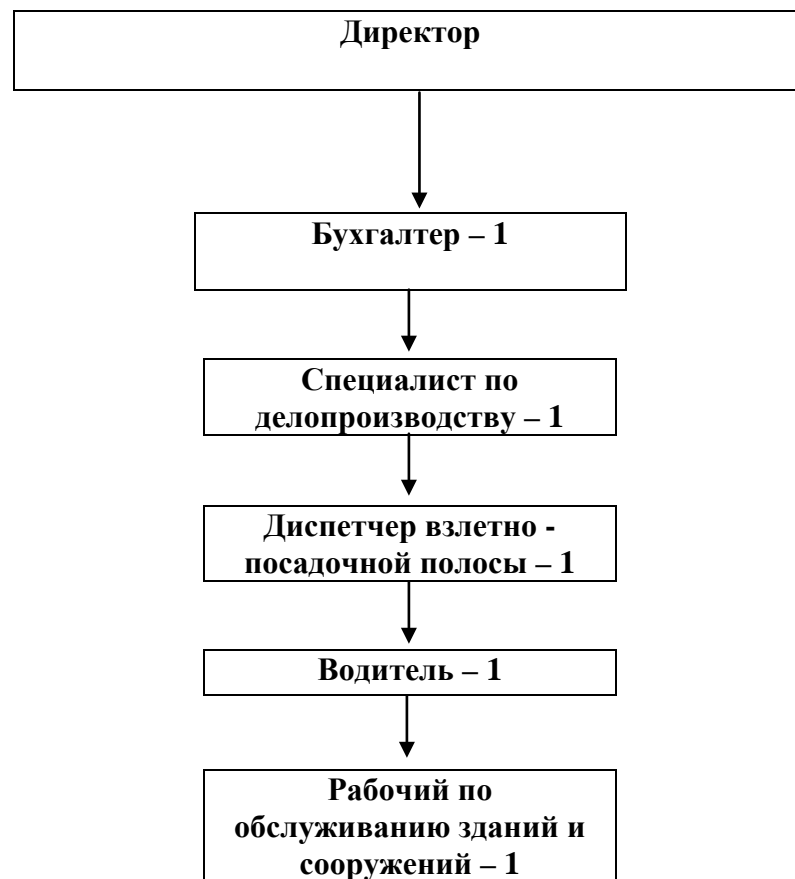 Директор
Бухгалтер – 1
Специалист по
делопроизводству – 1
Диспетчер взлетно -
посадочной полосы – 1
Водитель – 1
Рабочий по
обслуживанию зданий и
сооружений – 1